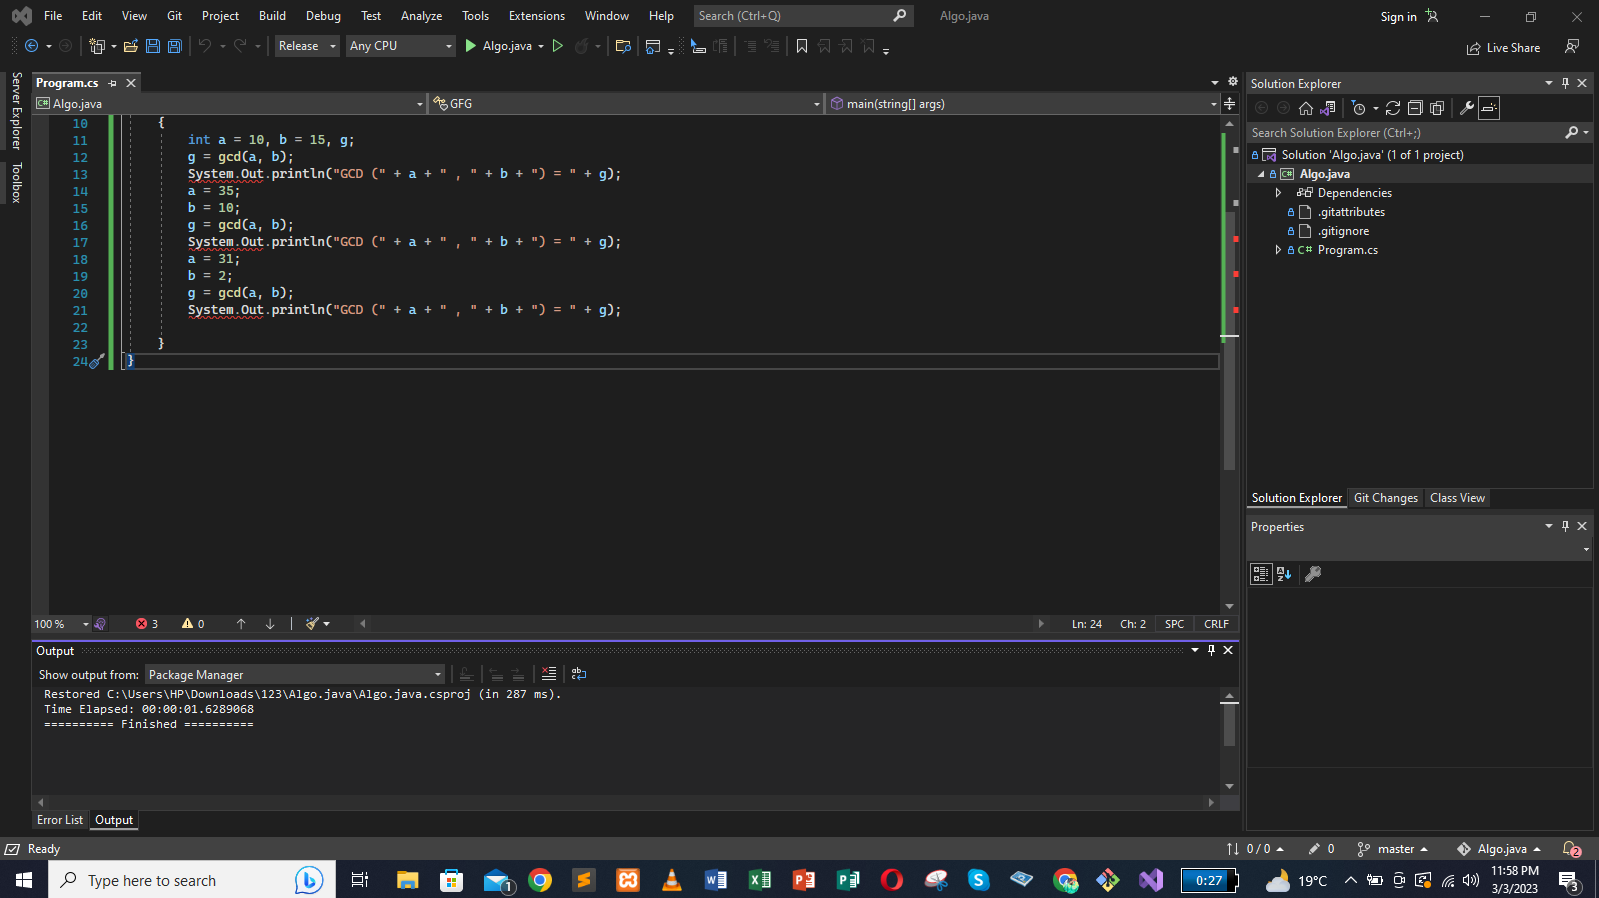 File Edit View Git Project Build Debug Test Analyze Tools Extensions Window Help Search (Ctrl+Q) Algo.java Sign in
Release Any CPU Algo.java Live Share
Server Explorer
Toolbox
Program.cs
C# Algo.java GFG main(string[] args)
10 {
11 int a = 10, b = 15, g;
12 g = gcd(a, b);
13 System.Out.println("GCD (" + a + " , " + b + ") = " + g);
14 a = 35;
15 b = 10;
16 g = gcd(a, b);
17 System.Out.println("GCD (" + a + " , " + b + ") = " + g);
18 a = 31;
19 b = 2;
20 g = gcd(a, b);
21 System.Out.println("GCD (" + a + " , " + b + ") = " + g);
22
23 }
24 }
100 % 3 0 Ln: 24 Ch: 2 SPC CRLF
Output
Show output from: Package Manager
Restored C:\Users\HP\Downloads\123\Algo.java\Algo.java.csproj (in 287 ms).
Time Elapsed: 00:00:01.6289068
========== Finished ==========
Error List Output
Solution Explorer
Search Solution Explorer (Ctrl+;)
Solution 'Algo.java' (1 of 1 project)
C# Algo.java
Dependencies
.gitattributes
.gitignore
C# Program.cs
Solution Explorer Git Changes Class View
Properties
Ready 0 / 0 0 master Algo.java 2
Type here to search 1 0:27 19°C 11:58 PM
3/3/2023 3